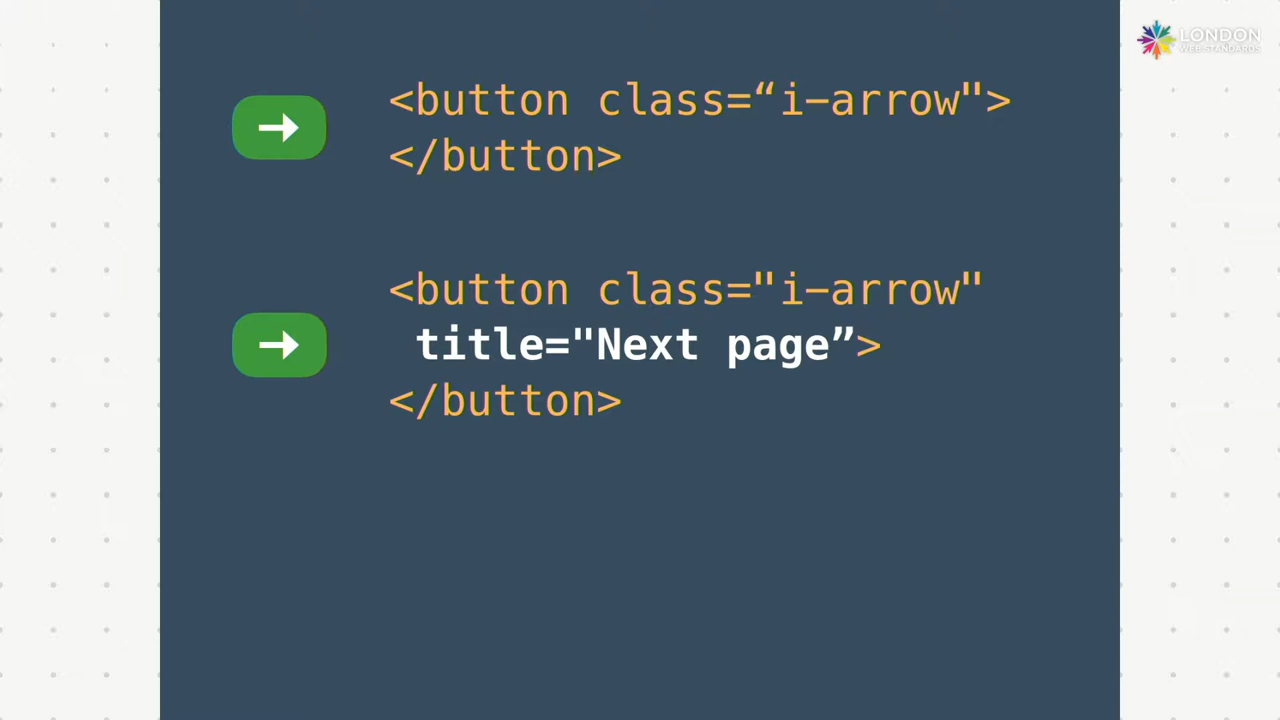 LONDON
WEB STANDARDS
<button class=“i-arrow">
</button>
<button class="i-arrow"
title="Next page”>
</button>